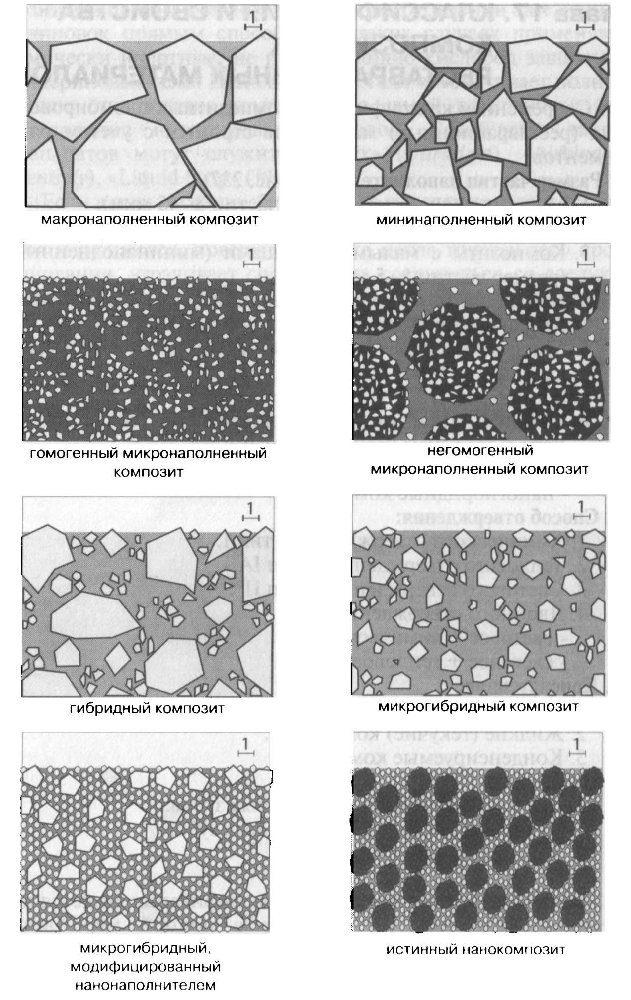 1
1
макронаполненный композит
мининаполненный композит
1
1
гомогенный микронаполненный
композит
негомогенный
микронаполненный композит
1
1
гибридный композит
микрогибридный композит
1
1
микрогибридный,
модифицированный
нанонаполнителем
истинный нанокомпозит